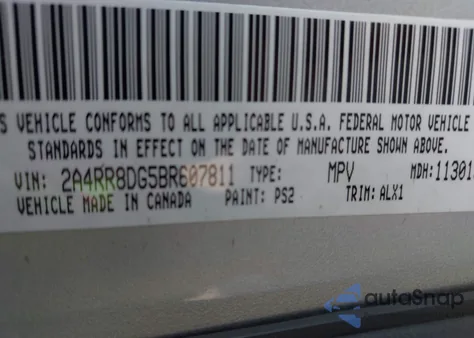 S VEHICLE CONFORMS TO ALL APPLICABLE U.S.A. FEDERAL MOTOR VEHICLE
STANDARDS IN EFFECT ON THE DATE OF MANUFACTURE SHOWN ABOVE.
VIN: 2A4RR8DG5BR607811 TYPE: MPV MDH:11301
VEHICLE MADE IN CANADA PAINT: PS2 TRIM: ALX1
autoSnap